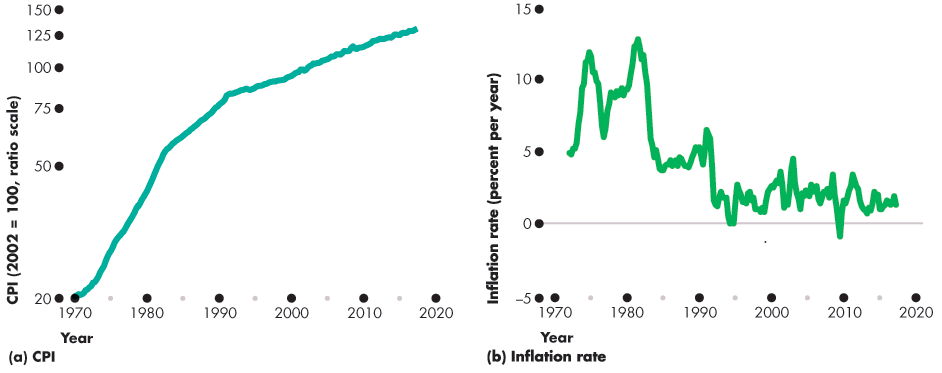 CPI (2002 = 100, ratio scale)
150
125
100
75
50
20
1970 1980 1990 2000 2010 2020
Year
(a) CPI
Inflation rate (percent per year)
15
10
5
0
–5
1970 1980 1990 2000 2010 2020
Year
(b) Inflation rate